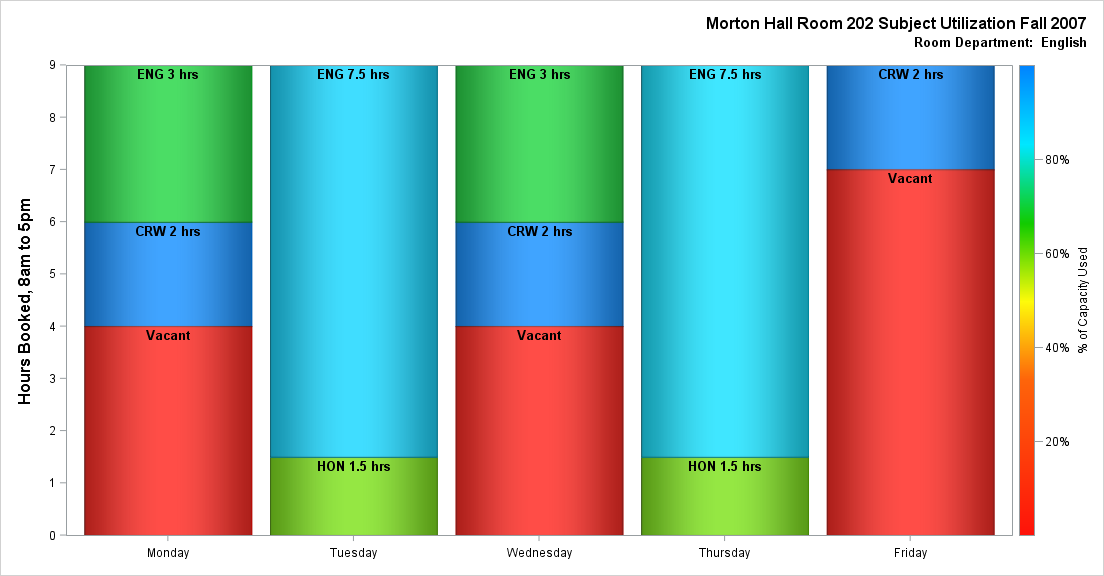 Morton Hall Room 202 Subject Utilization Fall 2007
Room Department:  English
Hours Booked, 8am to 5pm
9
8
7
6
5
4
3
2
1
0
ENG 3 hrs
CRW 2 hrs
Vacant
ENG 7.5 hrs
HON 1.5 hrs
ENG 3 hrs
CRW 2 hrs
Vacant
ENG 7.5 hrs
HON 1.5 hrs
CRW 2 hrs
Vacant
Monday
Tuesday
Wednesday
Thursday
Friday
80%
60%
40%
20%
% of Capacity Used